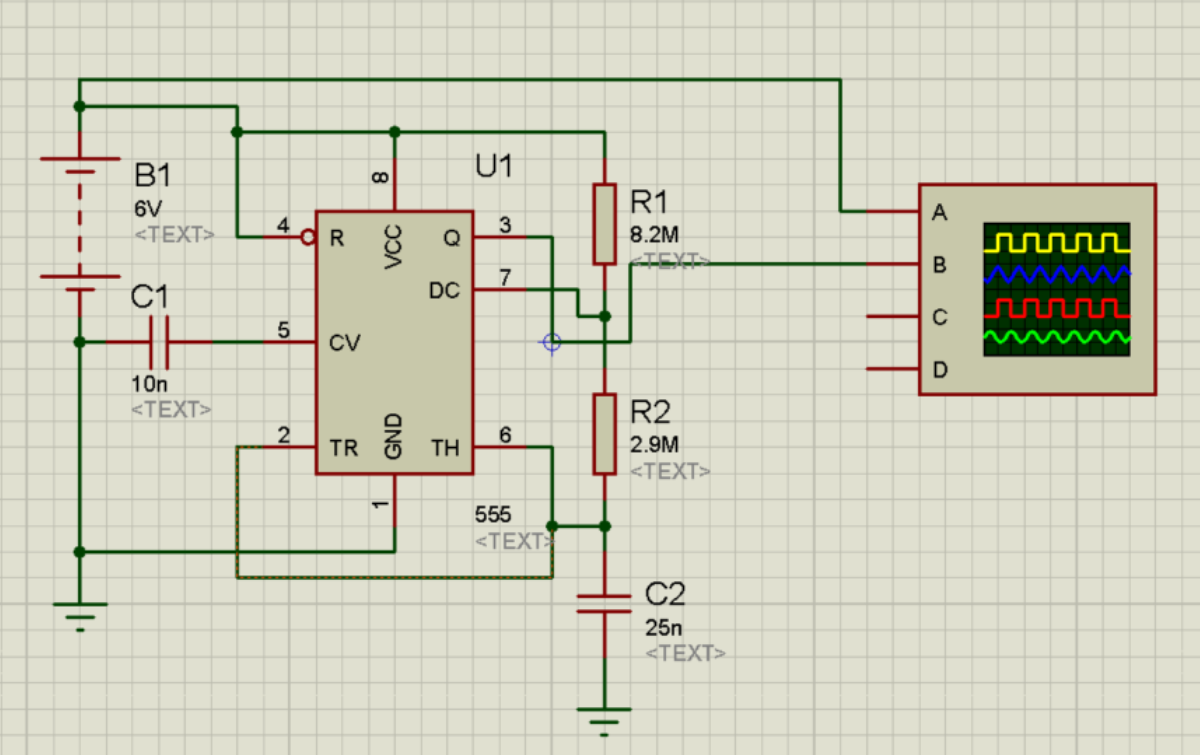 B1
6V
<TEXT>
C1
10n
<TEXT>
U1
4
R
8
VCC
Q
3
DC
7
5
CV
2
TR
GND
1
TH
6
555
<TEXT>
R1
8.2M
<TEXT>
R2
2.9M
<TEXT>
C2
25n
<TEXT>
A
B
C
D